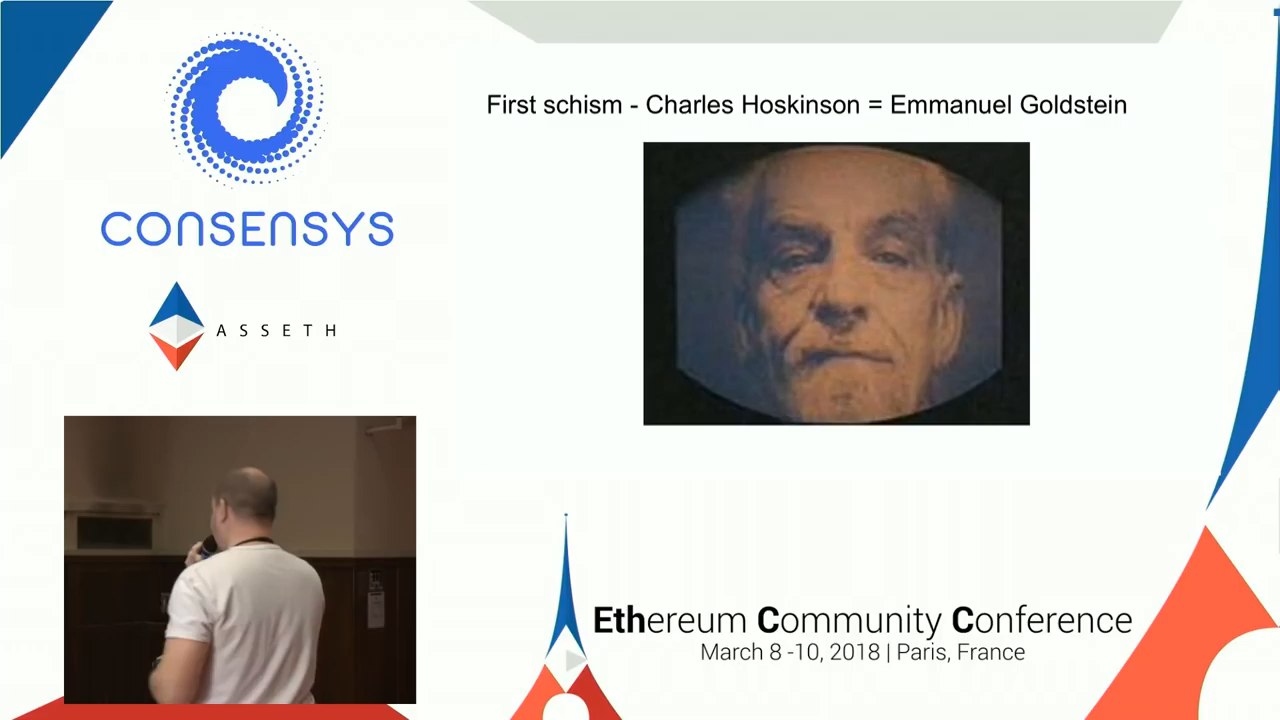 CONSENSYS
ASSETH
First schism - Charles Hoskinson = Emmanuel Goldstein
Ethereum Community Conference
March 8 -10, 2018 | Paris, France